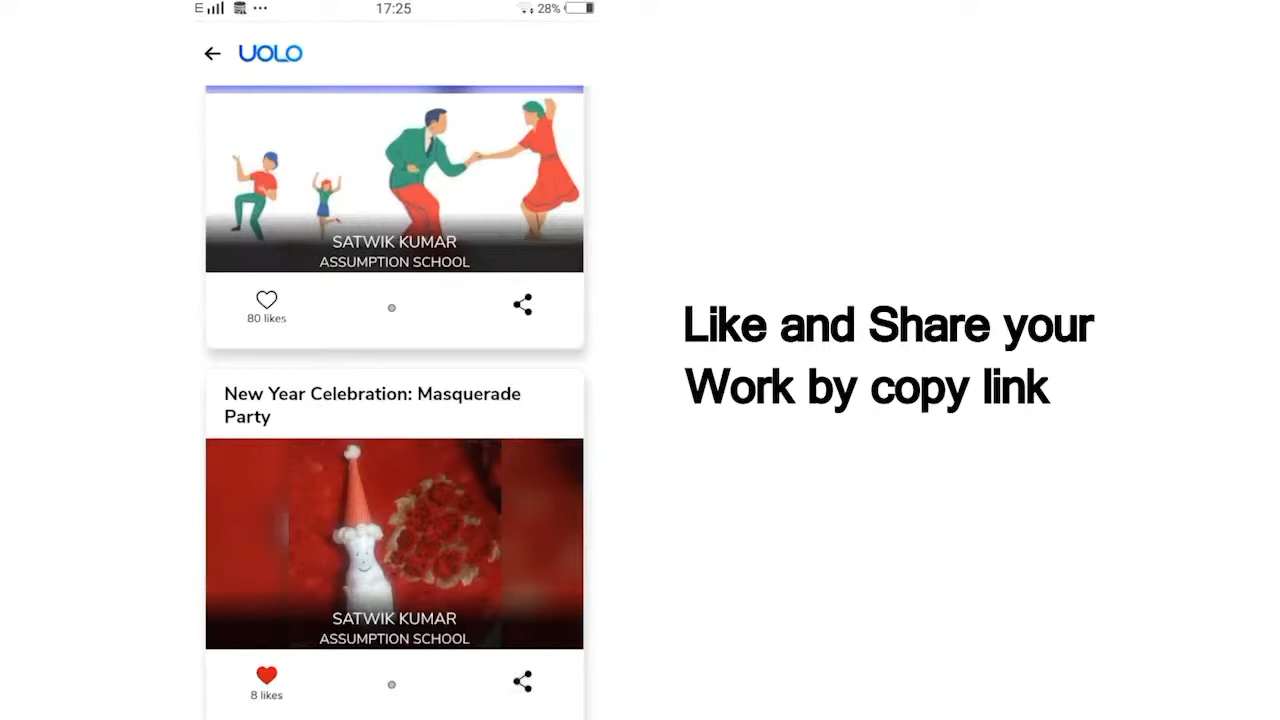 E
17:25
28%
UOLO
SATWIK KUMAR
ASSUMPTION SCHOOL
80 likes
New Year Celebration: Masquerade
Party
SATWIK KUMAR
ASSUMPTION SCHOOL
8 likes
Like and Share your
Work by copy link